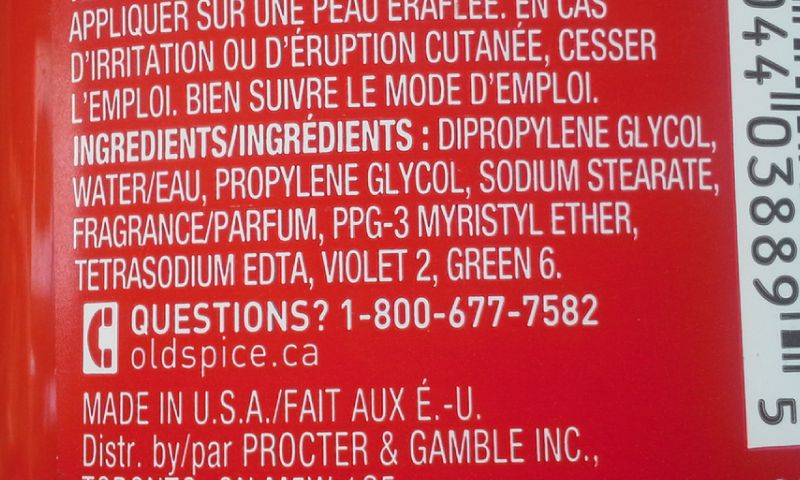 APPLIQUER SUR UNE PEAU ÉRAFLÉE. EN CAS
D'IRRITATION OU D'ÉRUPTION CUTANÉE, CESSER
L'EMPLOI. BIEN SUIVRE LE MODE D'EMPLOI.
INGREDIENTS/INGRÉDIENTS : DIPROPYLENE GLYCOL,
WATER/EAU, PROPYLENE GLYCOL, SODIUM STEARATE,
FRAGRANCE/PARFUM, PPG-3 MYRISTYL ETHER,
TETRASODIUM EDTA, VIOLET 2, GREEN 6.
QUESTIONS? 1-800-677-7582
oldspice.ca
MADE IN U.S.A./FAIT AUX É.-U.
Distr. by/par PROCTER & GAMBLE INC.,
44 03889 5